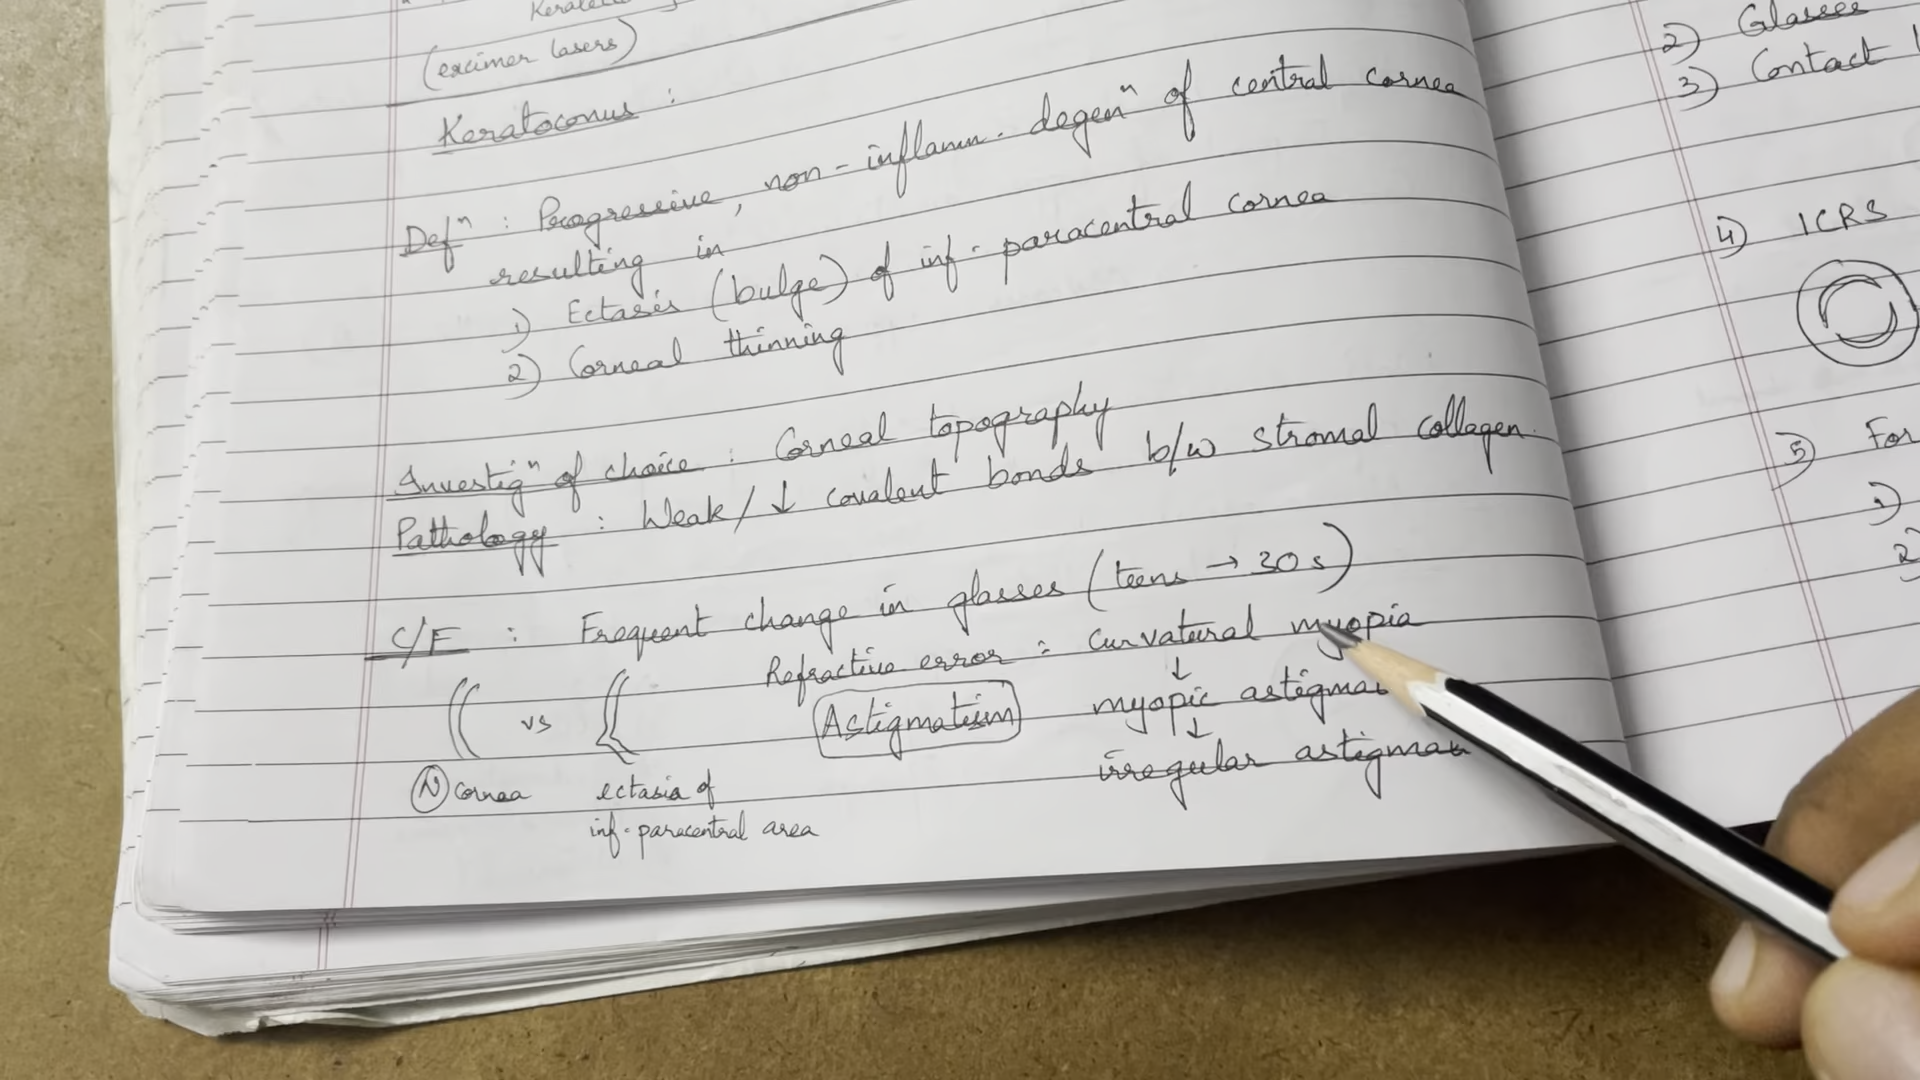 (excimer lasers)
Keratoconus :
Defⁿ : Progressive, non-inflamm. degenⁿ of central cornea
resulting in
1) Ectasis (bulge) of inf. paracentral cornea
2) Corneal thinning
Investigⁿ of choice : Corneal topography
Pathology : Weak/↓ covalent bonds b/w stromal collagen.
C/F : Frequent change in glasses (teens → 30s)
Refractive error : Curvatural myopia
↓
Astigmatism myopic
↓
irregular
(( vs
N cornea ectasia of
inf. paracentral area
2) Glasses
3) Contact
4) ICRS
5) For
1)
2)